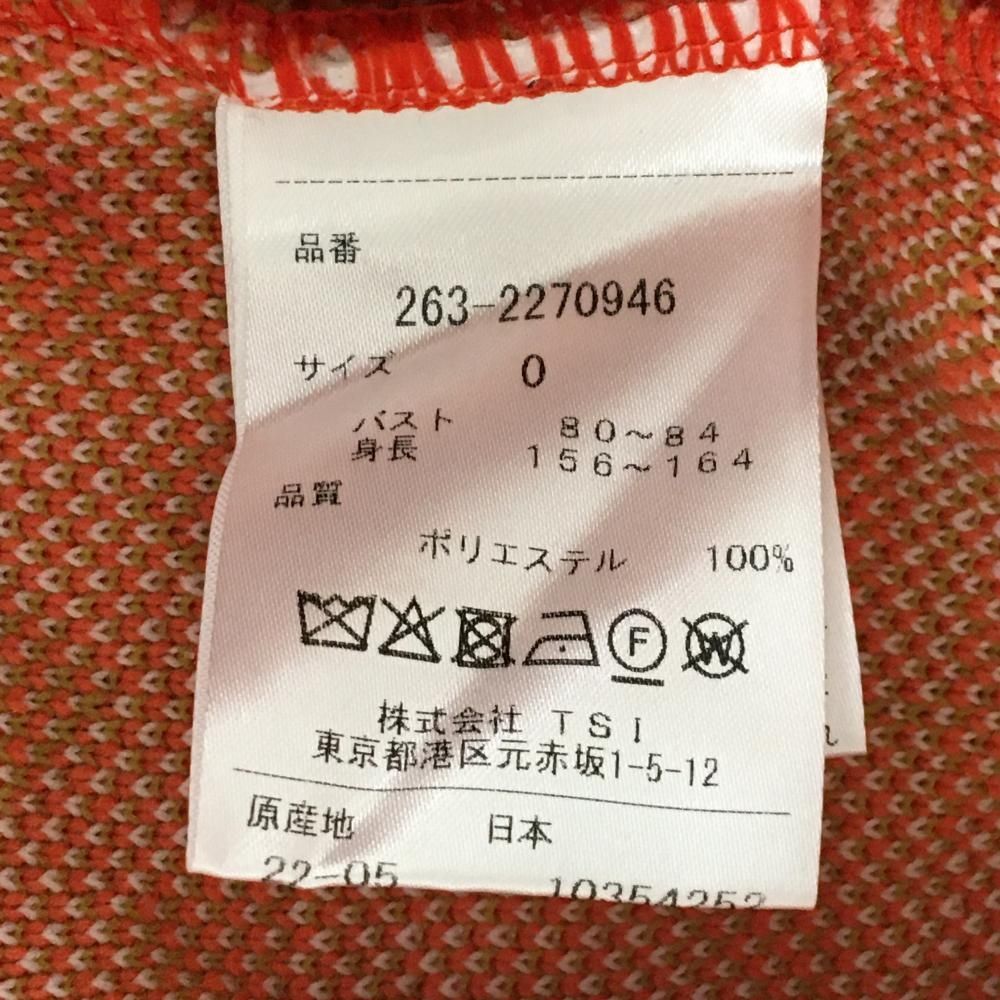 品番
263-2270946
サイズ 0
バスト 80～84
身長 156～164
品質
ポリエステル 100%
F W
株式会社 TSI
東京都港区元赤坂1-5-12
原産地 日本
22-05